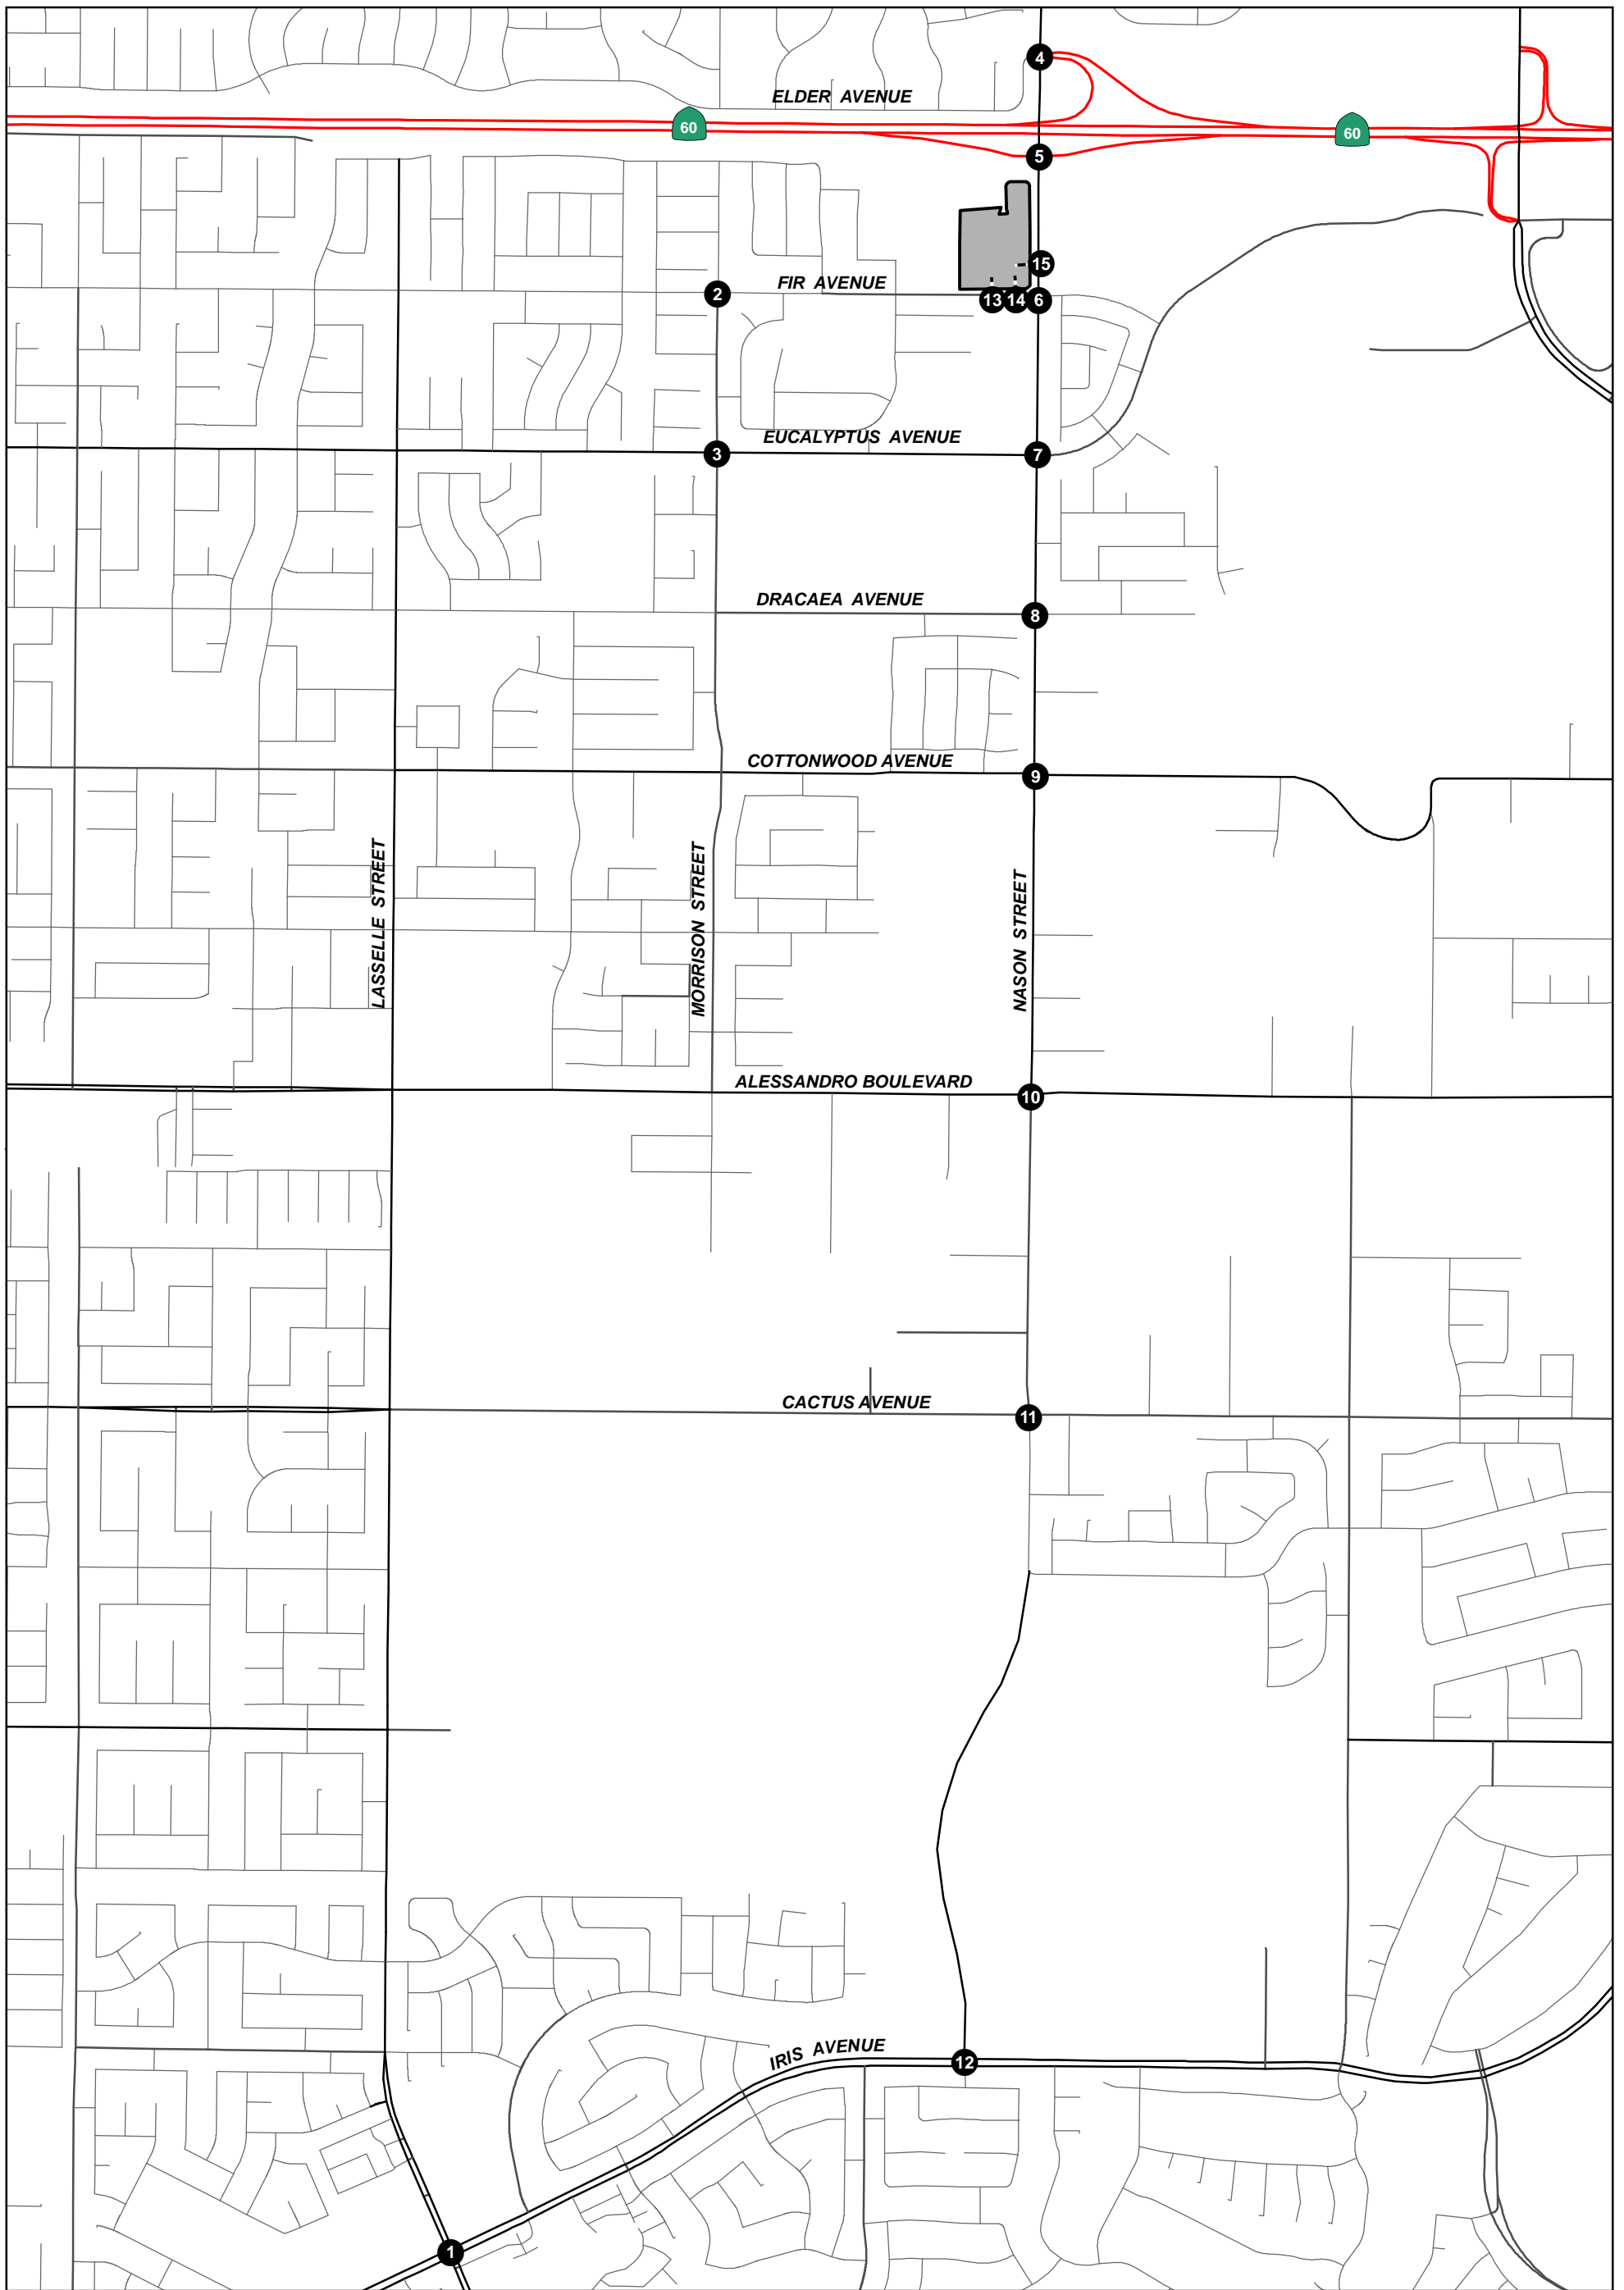 4
ELDER AVENUE
60
60
5
15
FIR AVENUE
2
13
14
6
EUCALYPTUS AVENUE
3
7
DRACAEA AVENUE
8
COTTONWOOD AVENUE
9
LASSELLE STREET
MORRISON STREET
NASON STREET
ALESSANDRO BOULEVARD
10
CACTUS AVENUE
11
IRIS AVENUE
12
1